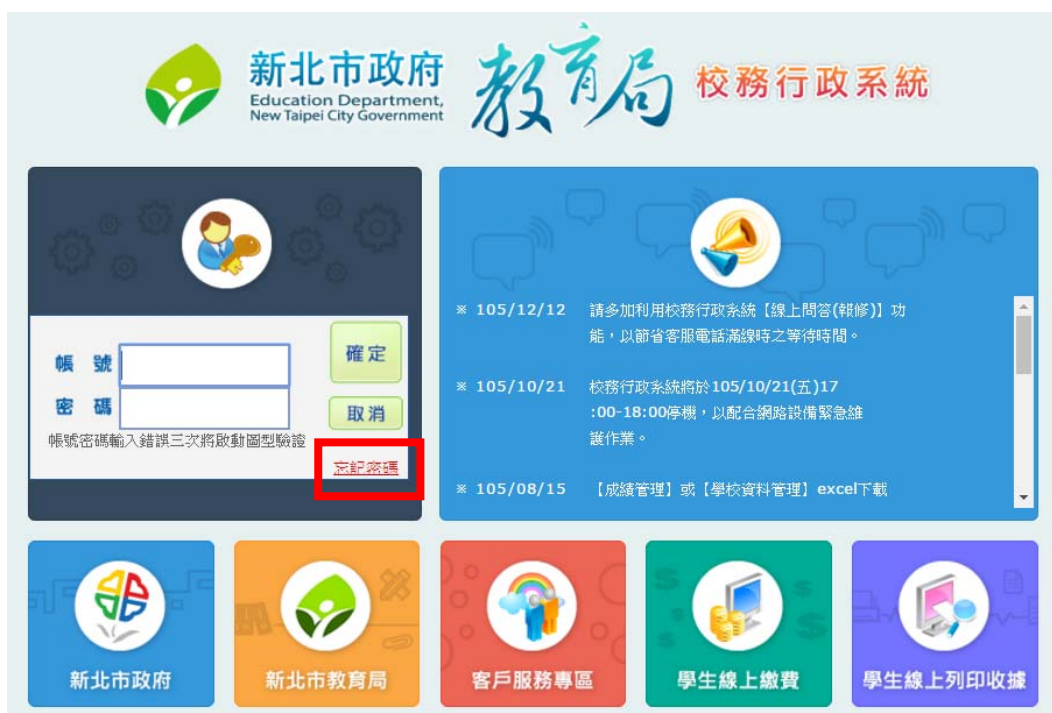 新北市政府
Education Department,
New Taipei City Government
教育局
校務行政系統
帳 號
確定
密 碼
取消
帳號密碼輸入錯誤三次將啟動圖型驗證
忘記密碼
※ 105/12/12 請多加利用校務行政系統【線上問答(報修)】功
能，以節省客服電話滿線時之等待時間。
※ 105/10/21 校務行政系統將於105/10/21(五)17
:00-18:00停機，以配合網路設備緊急維
護作業。
※ 105/08/15 【成績管理】或【學校資料管理】excel下載
新北市政府
新北市教育局
客戶服務專區
學生線上繳費
學生線上列印收據